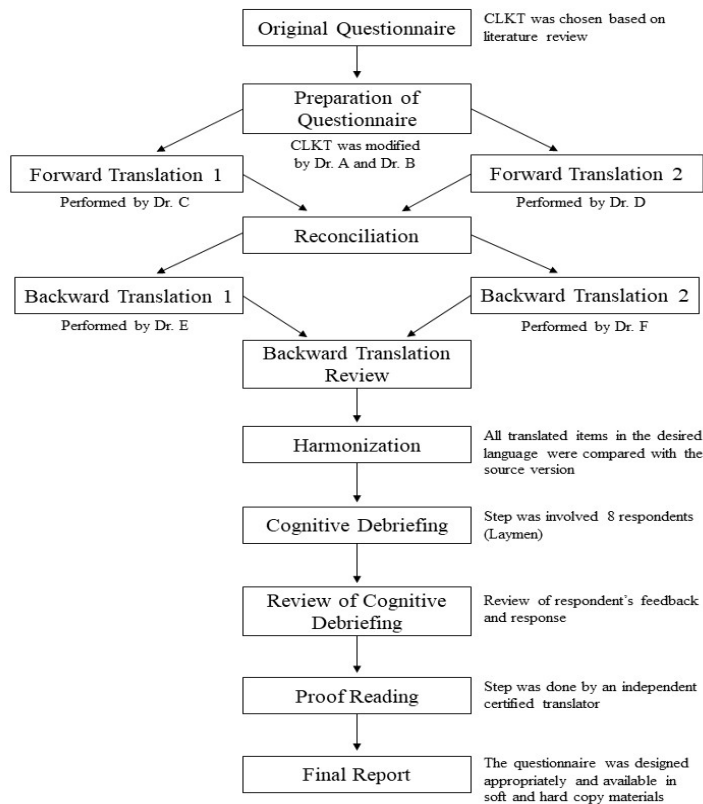 Original Questionnaire
CLKT was chosen based on
literature review
Preparation of
Questionnaire
CLKT was modified
by Dr. A and Dr. B
Forward Translation 1
Performed by Dr. C
Forward Translation 2
Performed by Dr. D
Reconciliation
Backward Translation 1
Performed by Dr. E
Backward Translation 2
Performed by Dr. F
Backward Translation
Review
Harmonization
All translated items in the desired
language were compared with the
source version
Cognitive Debriefing
Step was involved 8 respondents
(Laymen)
Review of Cognitive
Debriefing
Review of respondent's feedback
and response
Proof Reading
Step was done by an independent
certified translator
Final Report
The questionnaire was designed
appropriately and available in
soft and hard copy materials